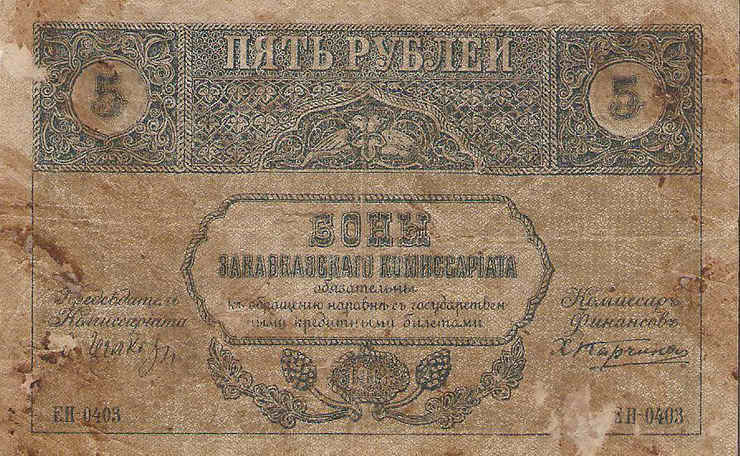 ПЯТЬ РУБЛЕЙ
5
5
БОНЫ
ЗАКАВКАЗСКАГО КОМИССАРІАТА
обязательны
къ обращенію наравнѣ съ государствен
ными кредитными билетами
Предсѣдатель
Комиссаріата
Комиссаръ
Финансовъ
ЕП-0403
ЕП-0403